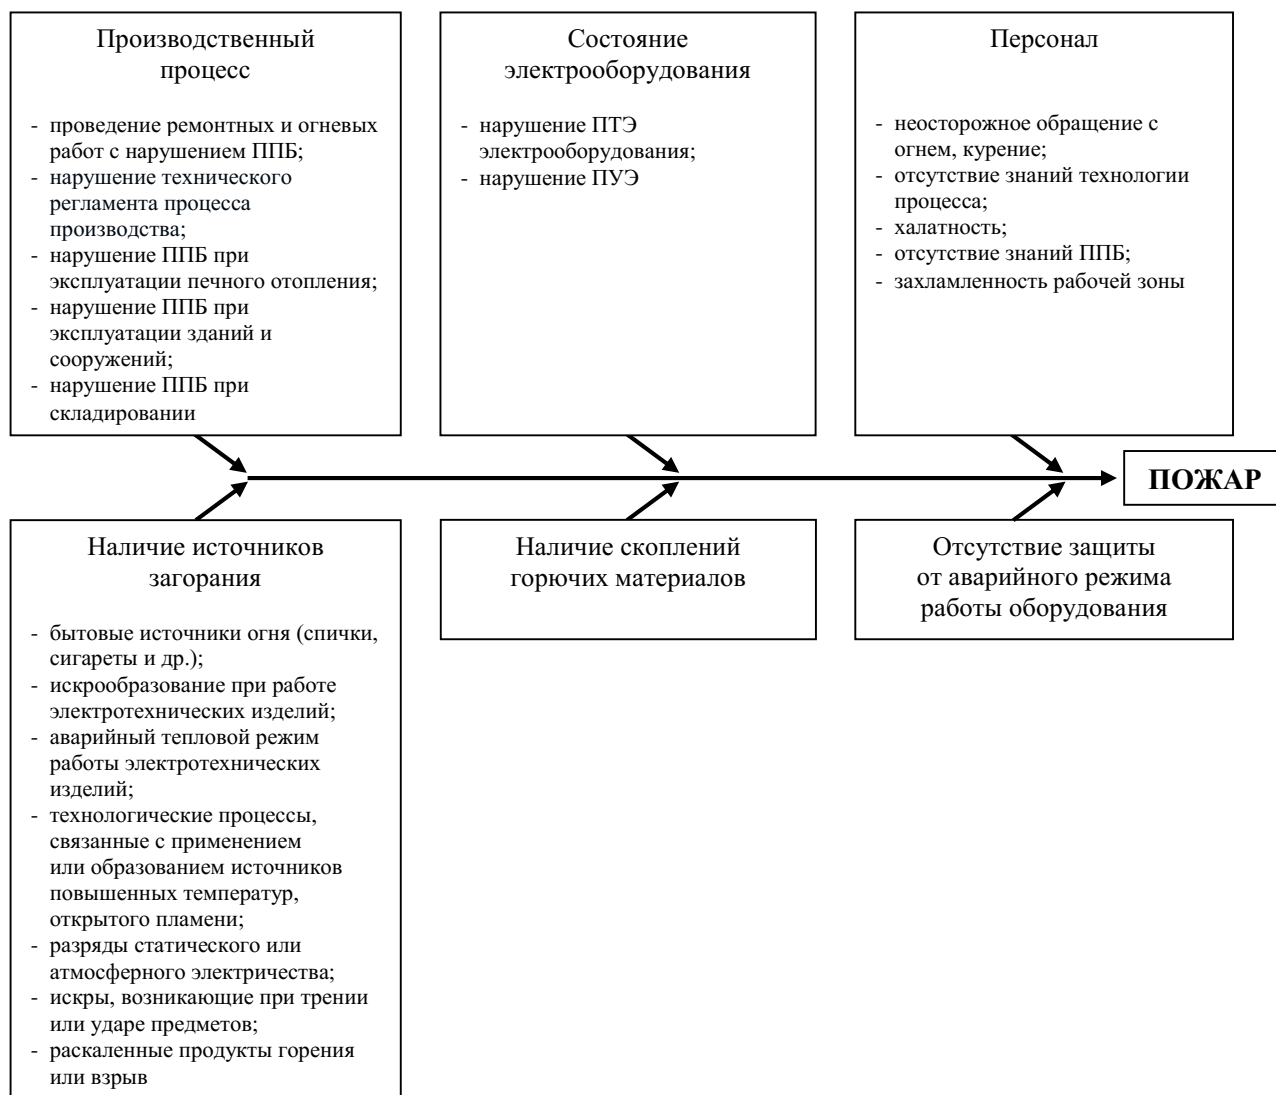 Производственный
процесс
- проведение ремонтных и огневых
работ с нарушением ППБ;
- нарушение технического
регламента процесса
производства;
- нарушение ППБ при
эксплуатации печного отопления;
- нарушение ППБ при
эксплуатации зданий и
сооружений;
- нарушение ППБ при
складировании
Состояние
электрооборудования
- нарушение ПТЭ
электрооборудования;
- нарушение ПУЭ
Персонал
- неосторожное обращение с
огнем, курение;
- отсутствие знаний технологии
процесса;
- халатность;
- отсутствие знаний ППБ;
- захламленность рабочей зоны
ПОЖАР
Наличие источников
загорания
- бытовые источники огня (спички,
сигареты и др.);
- искрообразование при работе
электротехнических изделий;
- аварийный тепловой режим
работы электротехнических
изделий;
- технологические процессы,
связанные с применением
или образованием источников
повышенных температур,
открытого пламени;
- разряды статического или
атмосферного электричества;
- искры, возникающие при трении
или ударе предметов;
- раскаленные продукты горения
или взрыв
Наличие скоплений
горючих материалов
Отсутствие защиты
от аварийного режима
работы оборудования